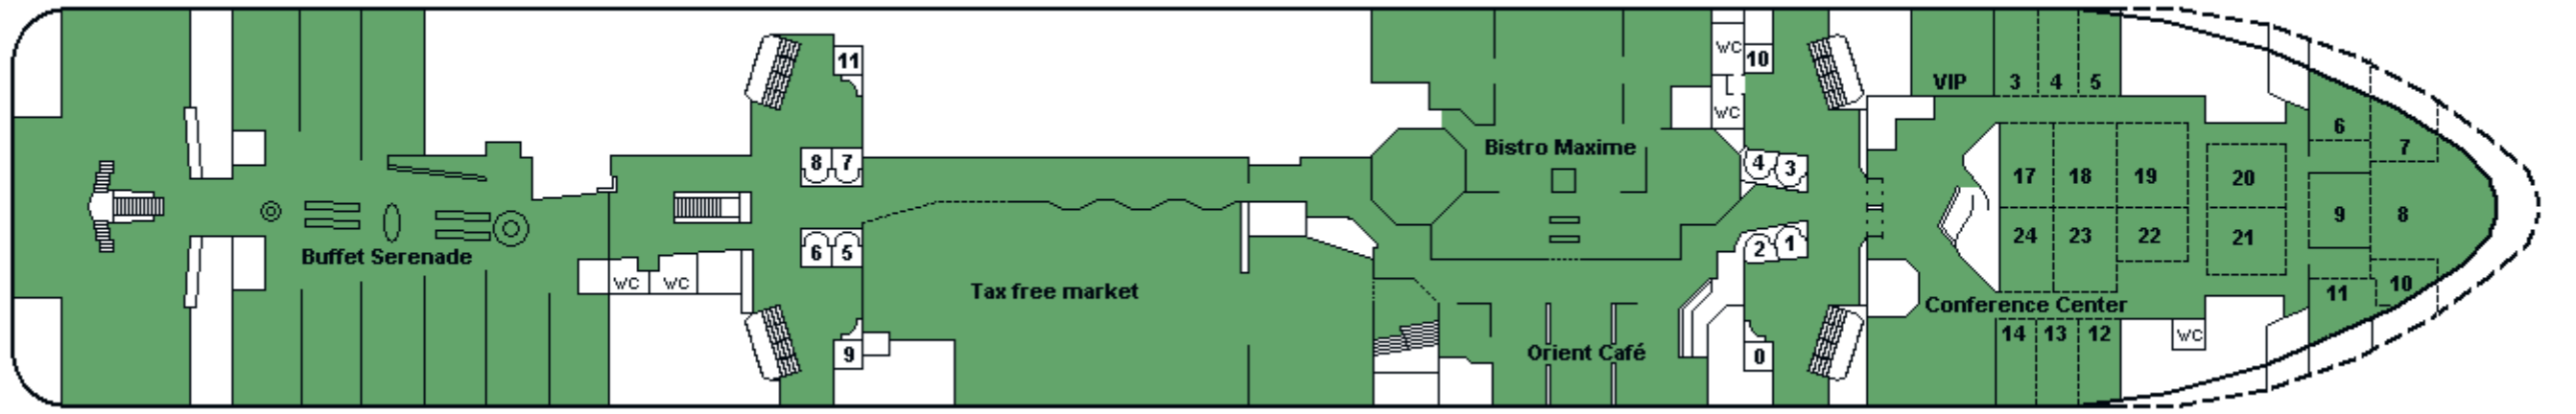 11
8 7
6 5
9
Buffet Serenade
WC WC
Tax free market
Bistro Maxime
Orient Café
WC
WC
10
4 3
2 1
0
VIP 3 4 5
6
7
17 18 19 20
9 8
24 23 22 21
10
11
Conference Center
14 13 12
WC